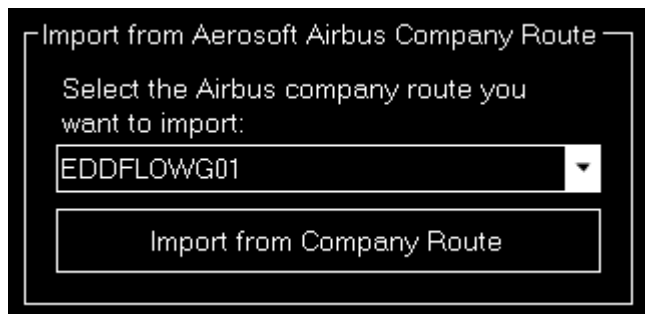 Import from Aerosoft Airbus Company Route
Select the Airbus company route you
want to import:
EDDFLOWG01
Import from Company Route